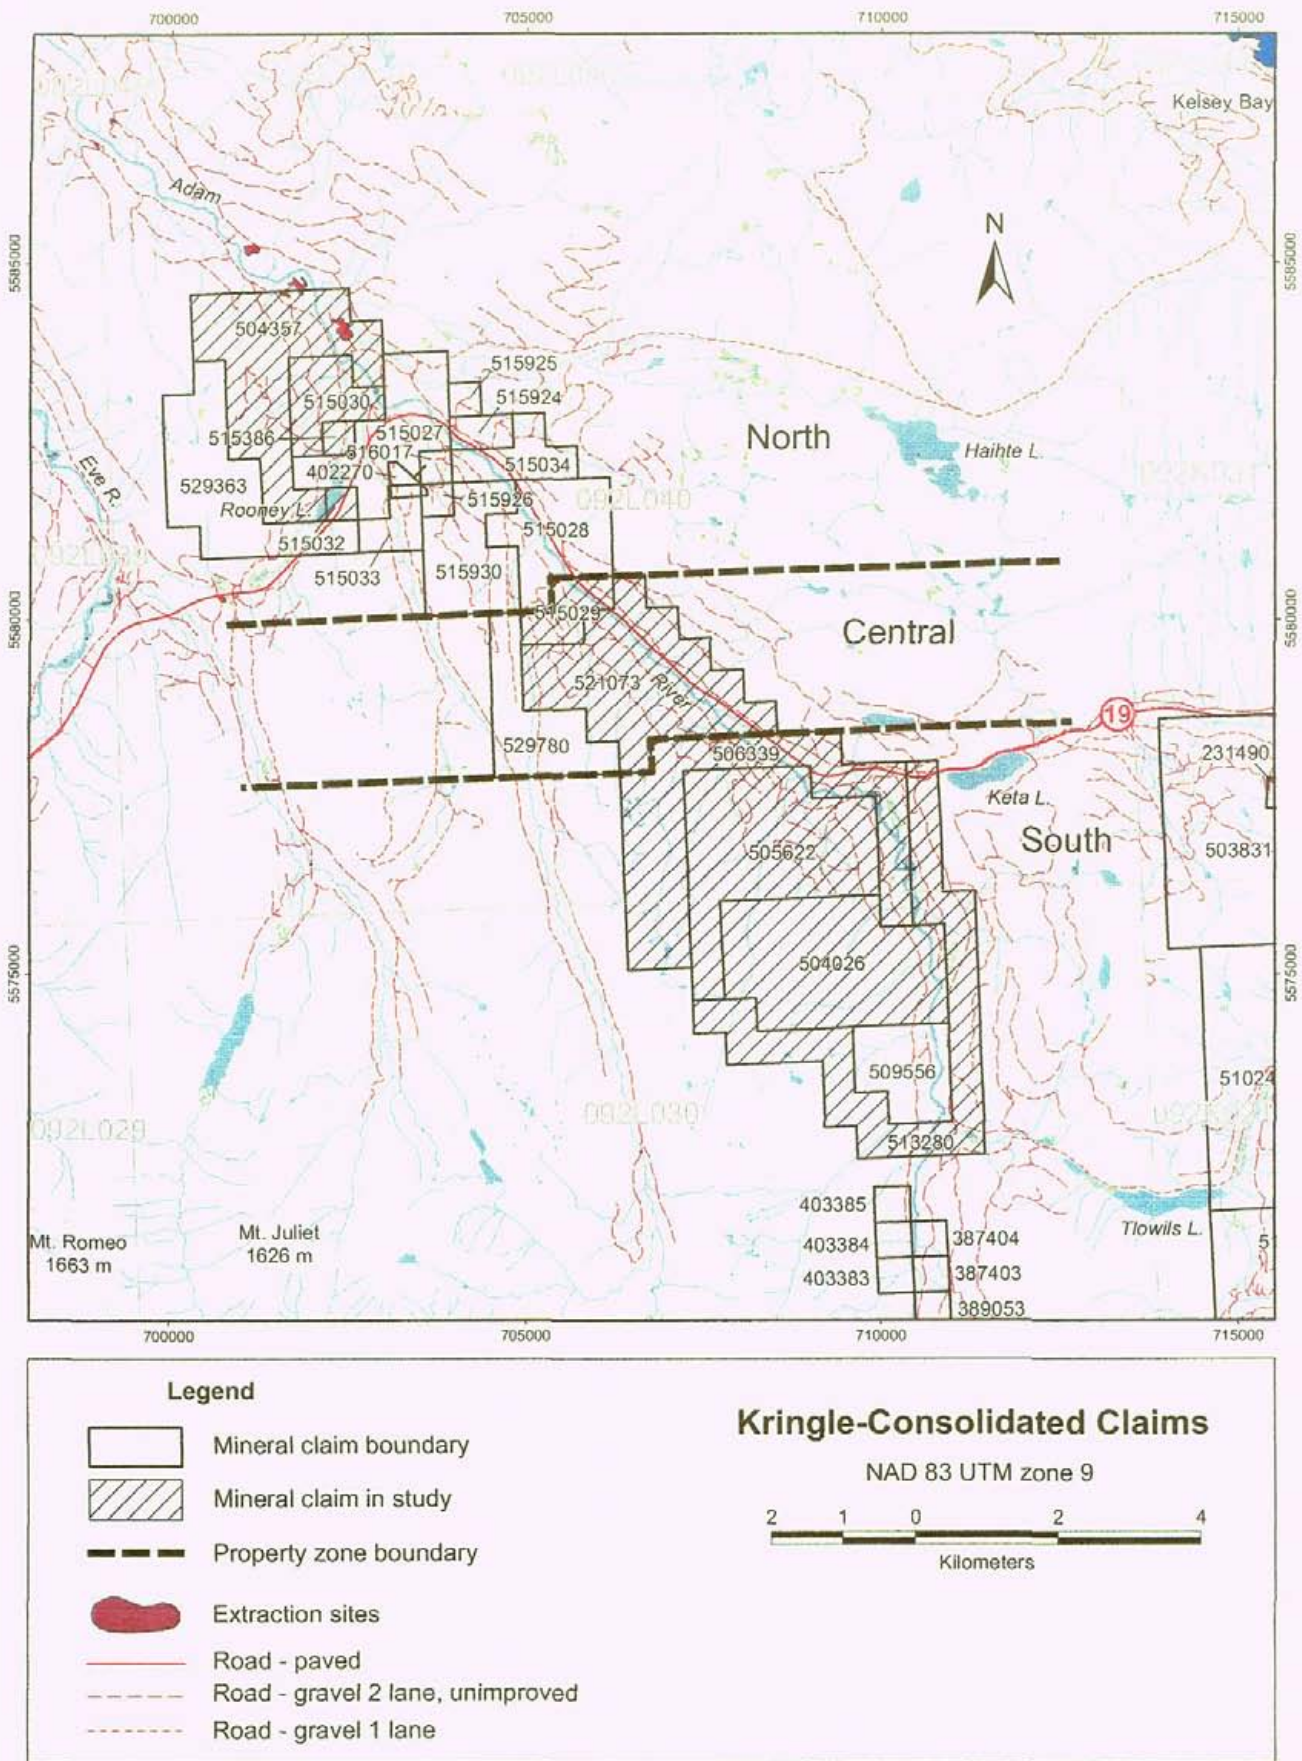 700000
705000
710000
715000
Kelsey Bay
Adam
N
5585000
5585000
504357
515925
515924
515030
515386
515027
516017
402270
North
Haihte L.
Eve R.
515034
529363
Rooney L.
515926
092L040
515028
515032
515033
515930
5580000
5580000
515029
Central
521073
River
19
529780
506339
231490
Keta L.
South
505622
503831
504026
5575000
5575000
509556
51024
092L029
092L030
513280
403385
Mt. Romeo
1663 m
Mt. Juliet
1626 m
403384
387404
Tlowils L.
5
403383
387403
389053
700000
705000
710000
715000
Legend
Mineral claim boundary
Mineral claim in study
Property zone boundary
Extraction sites
Road - paved
Road - gravel 2 lane, unimproved
Road - gravel 1 lane
Kringle-Consolidated Claims
NAD 83 UTM zone 9
2 1 0 2 4
Kilometers